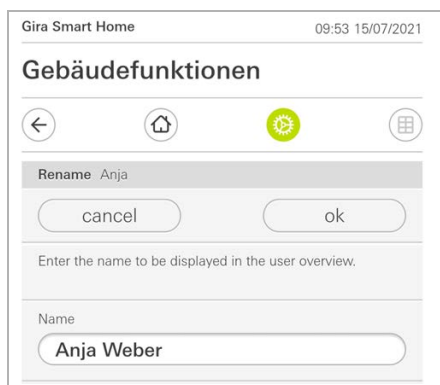 Gira Smart Home 09:53 15/07/2021
Gebäudefunktionen
Rename Anja
cancel ok
Enter the name to be displayed in the user overview.
Name
Anja Weber